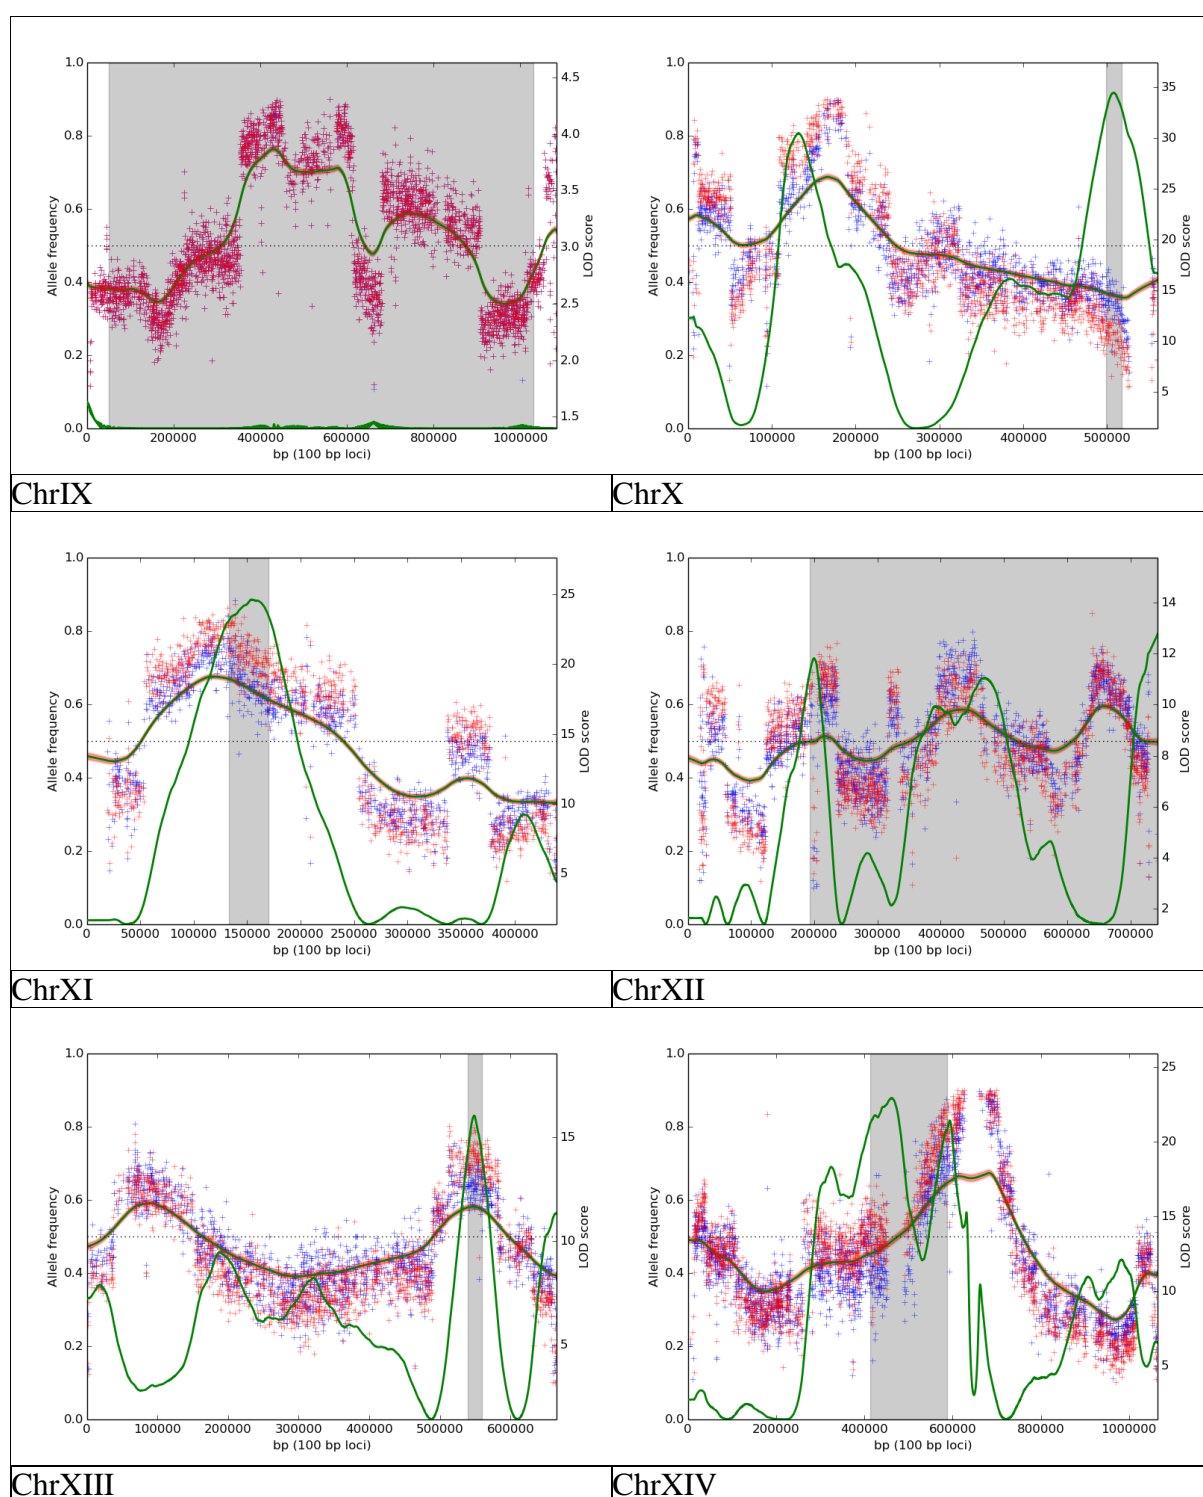 1.0
0.8
0.6
0.4
0.2
0.0
Allele frequency
4.5
4.0
3.5
3.0
2.5
2.0
1.5
LOD score
0 200000 400000 600000 800000 1000000
bp (100 bp loci)
1.0
0.8
0.6
0.4
0.2
0.0
Allele frequency
35
30
25
20
15
10
5
LOD score
0 100000 200000 300000 400000 500000
bp (100 bp loci)
ChrIX
ChrX
1.0
0.8
0.6
0.4
0.2
0.0
Allele frequency
25
20
15
10
5
LOD score
0 50000 100000 150000 200000 250000 300000 350000 400000
bp (100 bp loci)
1.0
0.8
0.6
0.4
0.2
0.0
Allele frequency
14
12
10
8
6
4
2
LOD score
0 100000 200000 300000 400000 500000 600000 700000
bp (100 bp loci)
ChrXI
ChrXII
1.0
0.8
0.6
0.4
0.2
0.0
Allele frequency
15
10
5
LOD score
0 100000 200000 300000 400000 500000 600000
bp (100 bp loci)
1.0
0.8
0.6
0.4
0.2
0.0
Allele frequency
25
20
15
10
5
LOD score
0 200000 400000 600000 800000 1000000
bp (100 bp loci)
ChrXIII
ChrXIV